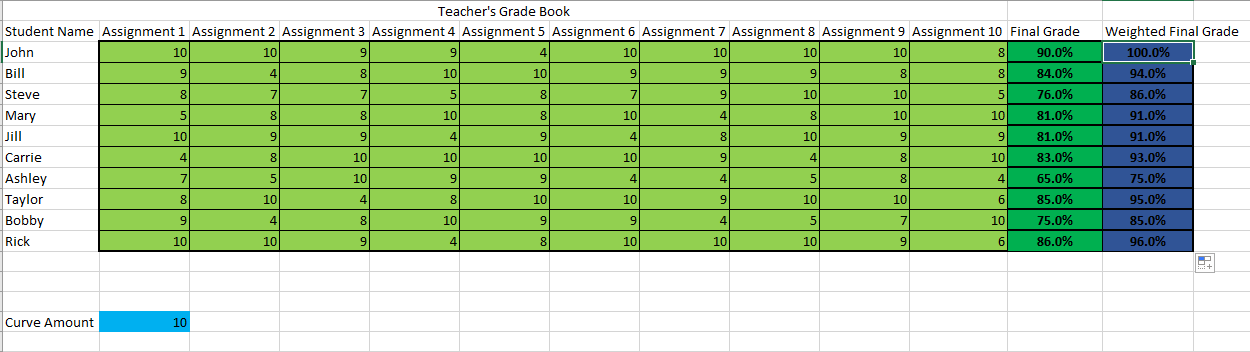 Teacher's Grade Book
Student Name Assignment 1 Assignment 2 Assignment 3 Assignment 4 Assignment 5 Assignment 6 Assignment 7 Assignment 8 Assignment 9 Assignment 10 Final Grade Weighted Final Grade
John 10 10 9 9 4 10 10 10 10 8 90.0% 100.0%
Bill 9 4 8 10 10 9 9 9 8 8 84.0% 94.0%
Steve 8 7 7 5 8 7 9 10 10 5 76.0% 86.0%
Mary 5 8 8 10 8 10 4 8 10 10 81.0% 91.0%
Jill 10 9 9 4 9 4 8 10 9 9 81.0% 91.0%
Carrie 4 8 10 10 10 10 9 4 8 10 83.0% 93.0%
Ashley 7 5 10 9 9 4 4 5 8 4 65.0% 75.0%
Taylor 8 10 4 8 10 10 9 10 10 6 85.0% 95.0%
Bobby 9 4 8 10 9 9 4 5 7 10 75.0% 85.0%
Rick 10 10 9 4 8 10 10 10 9 6 86.0% 96.0%
Curve Amount 10